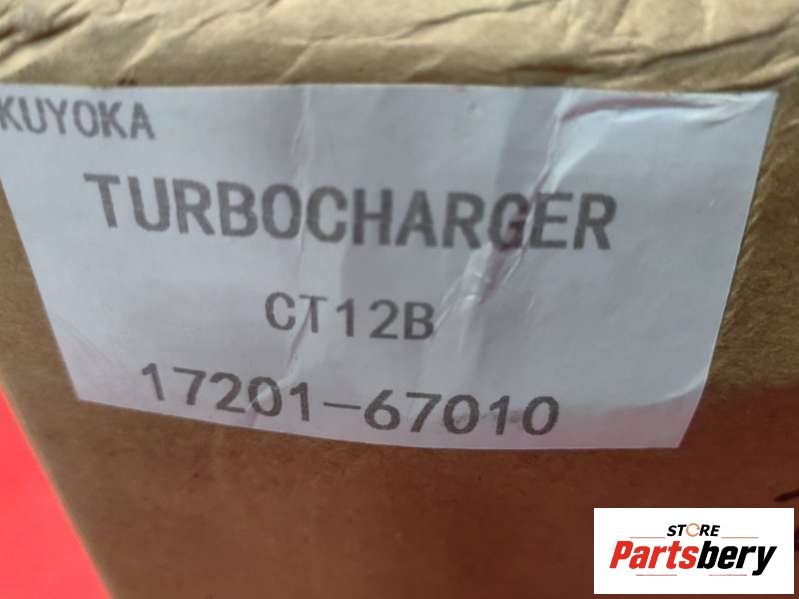 KUYOKA
TURBOCHARGER
CT12B
17201-67010
STORE
Partsbery